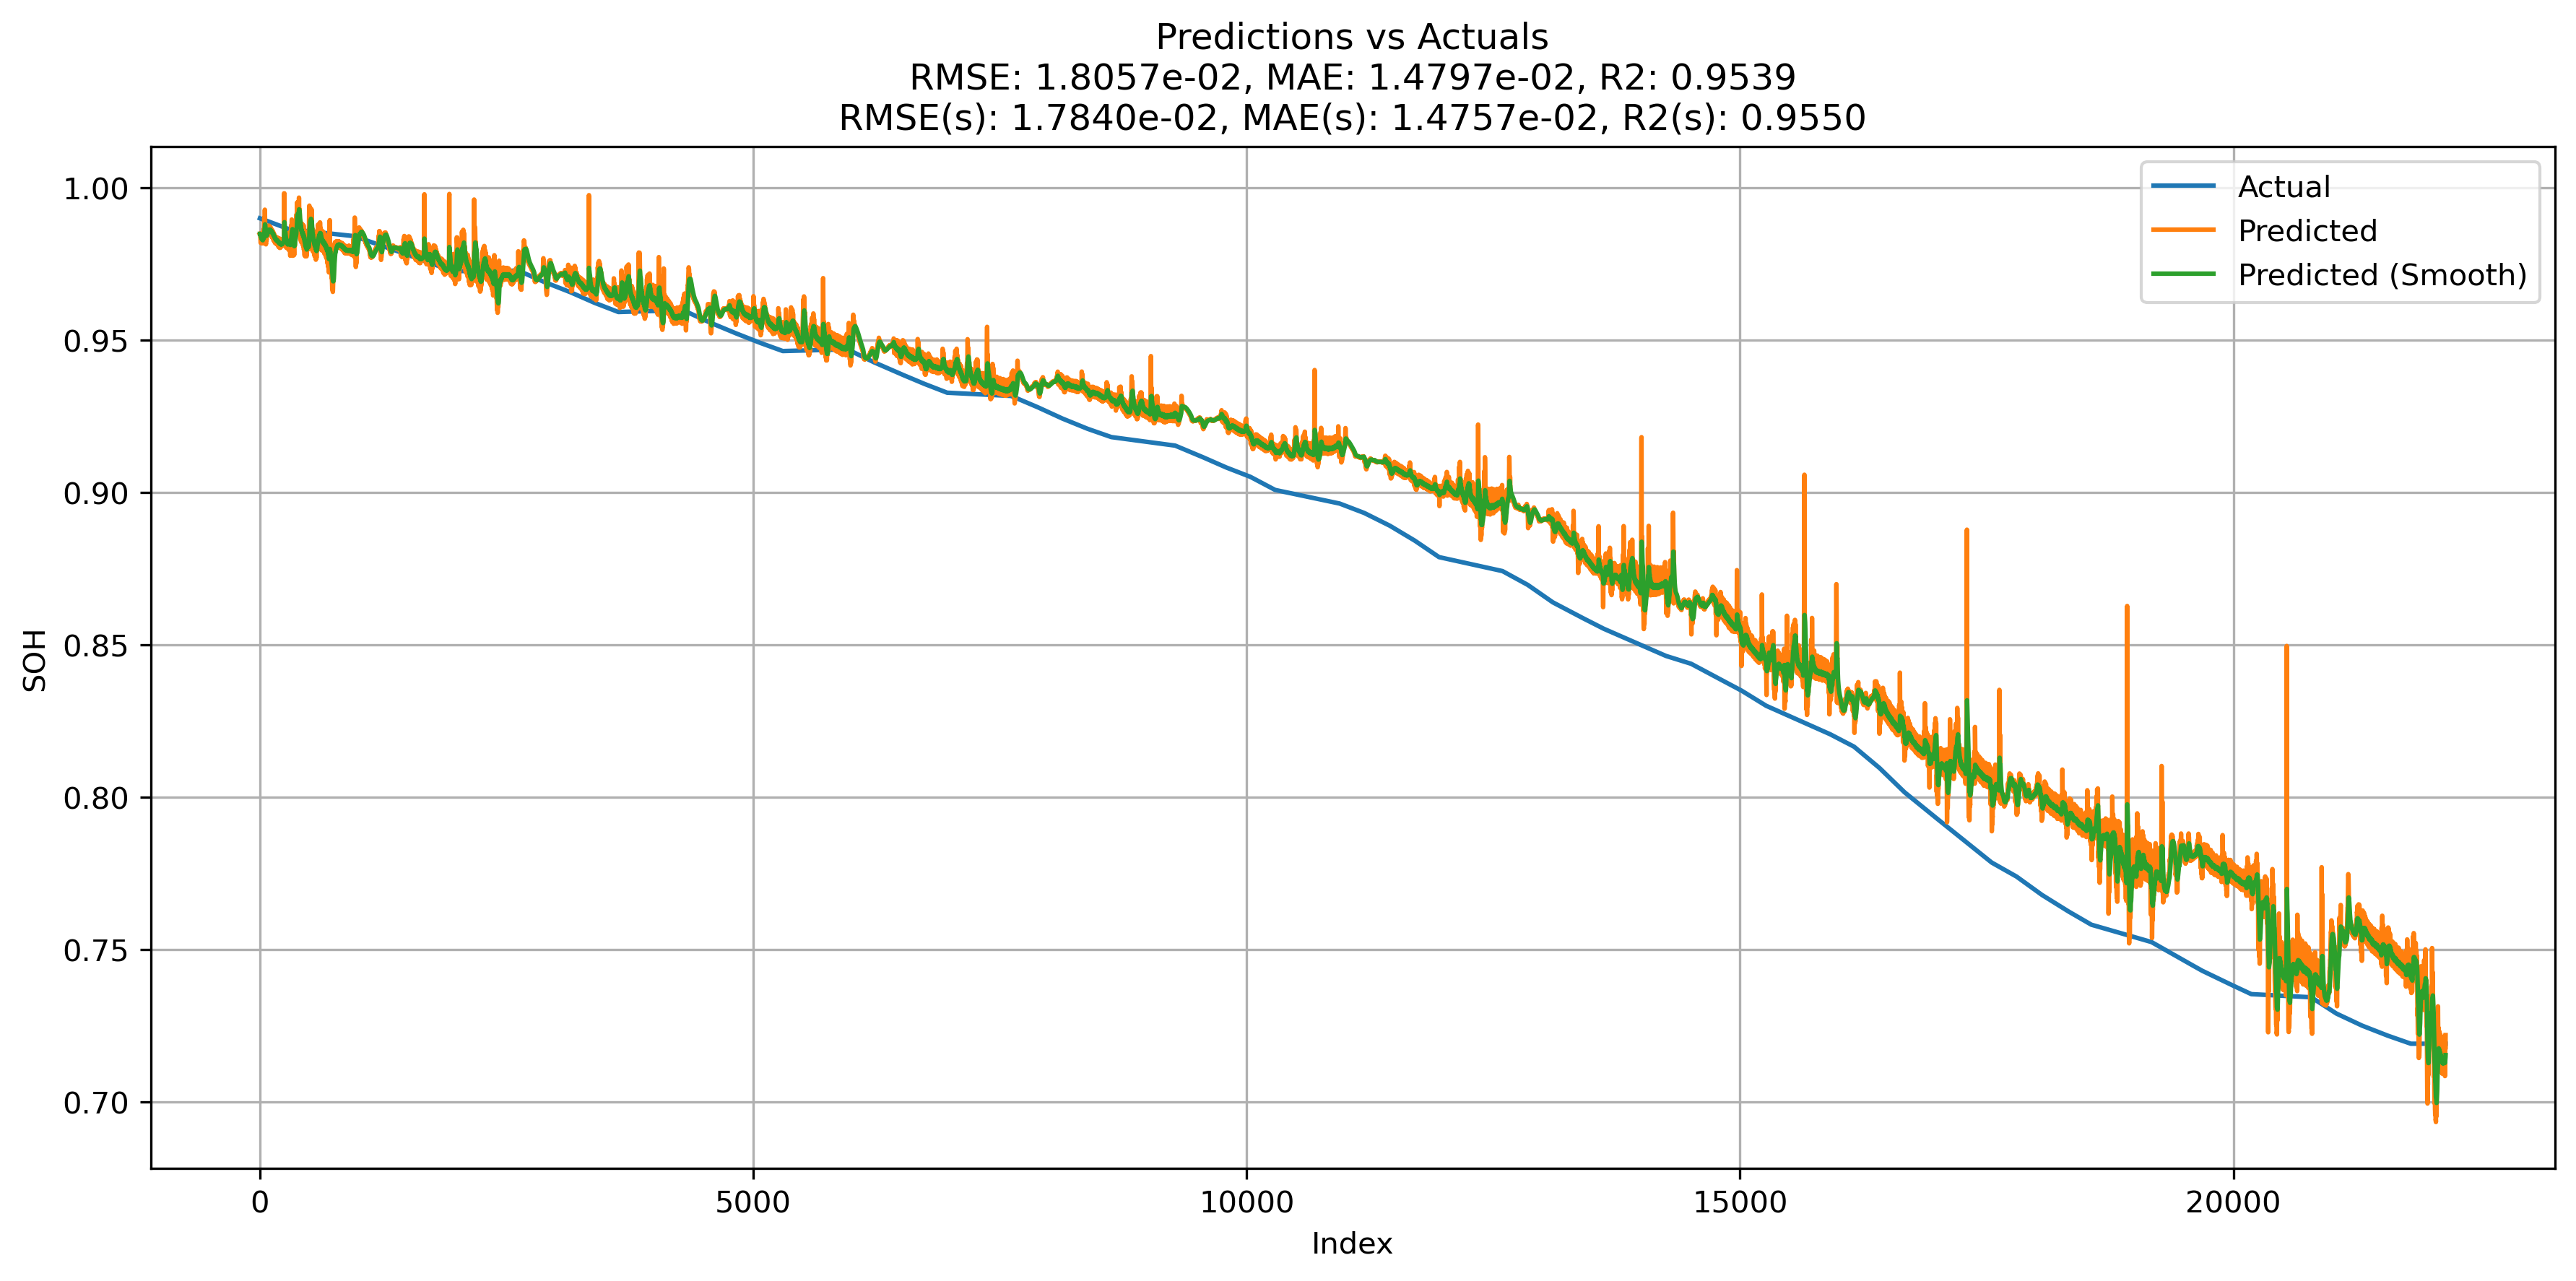 Predictions vs Actuals
RMSE: 1.8057e-02, MAE: 1.4797e-02, R2: 0.9539
RMSE(s): 1.7840e-02, MAE(s): 1.4757e-02, R2(s): 0.9550
Actual
Predicted
Predicted (Smooth)
SOH
1.00
0.95
0.90
0.85
0.80
0.75
0.70
0
5000
10000
15000
20000
Index